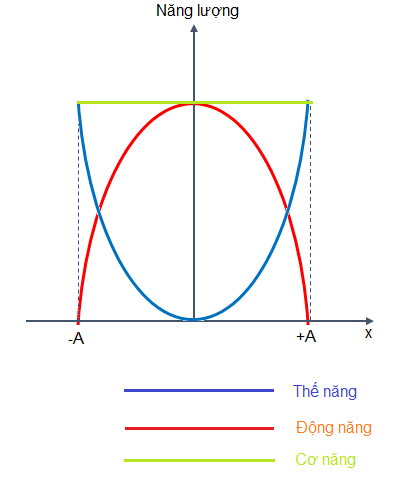 Năng lượng
-A
+A
x
Thế năng
Động năng
Cơ năng